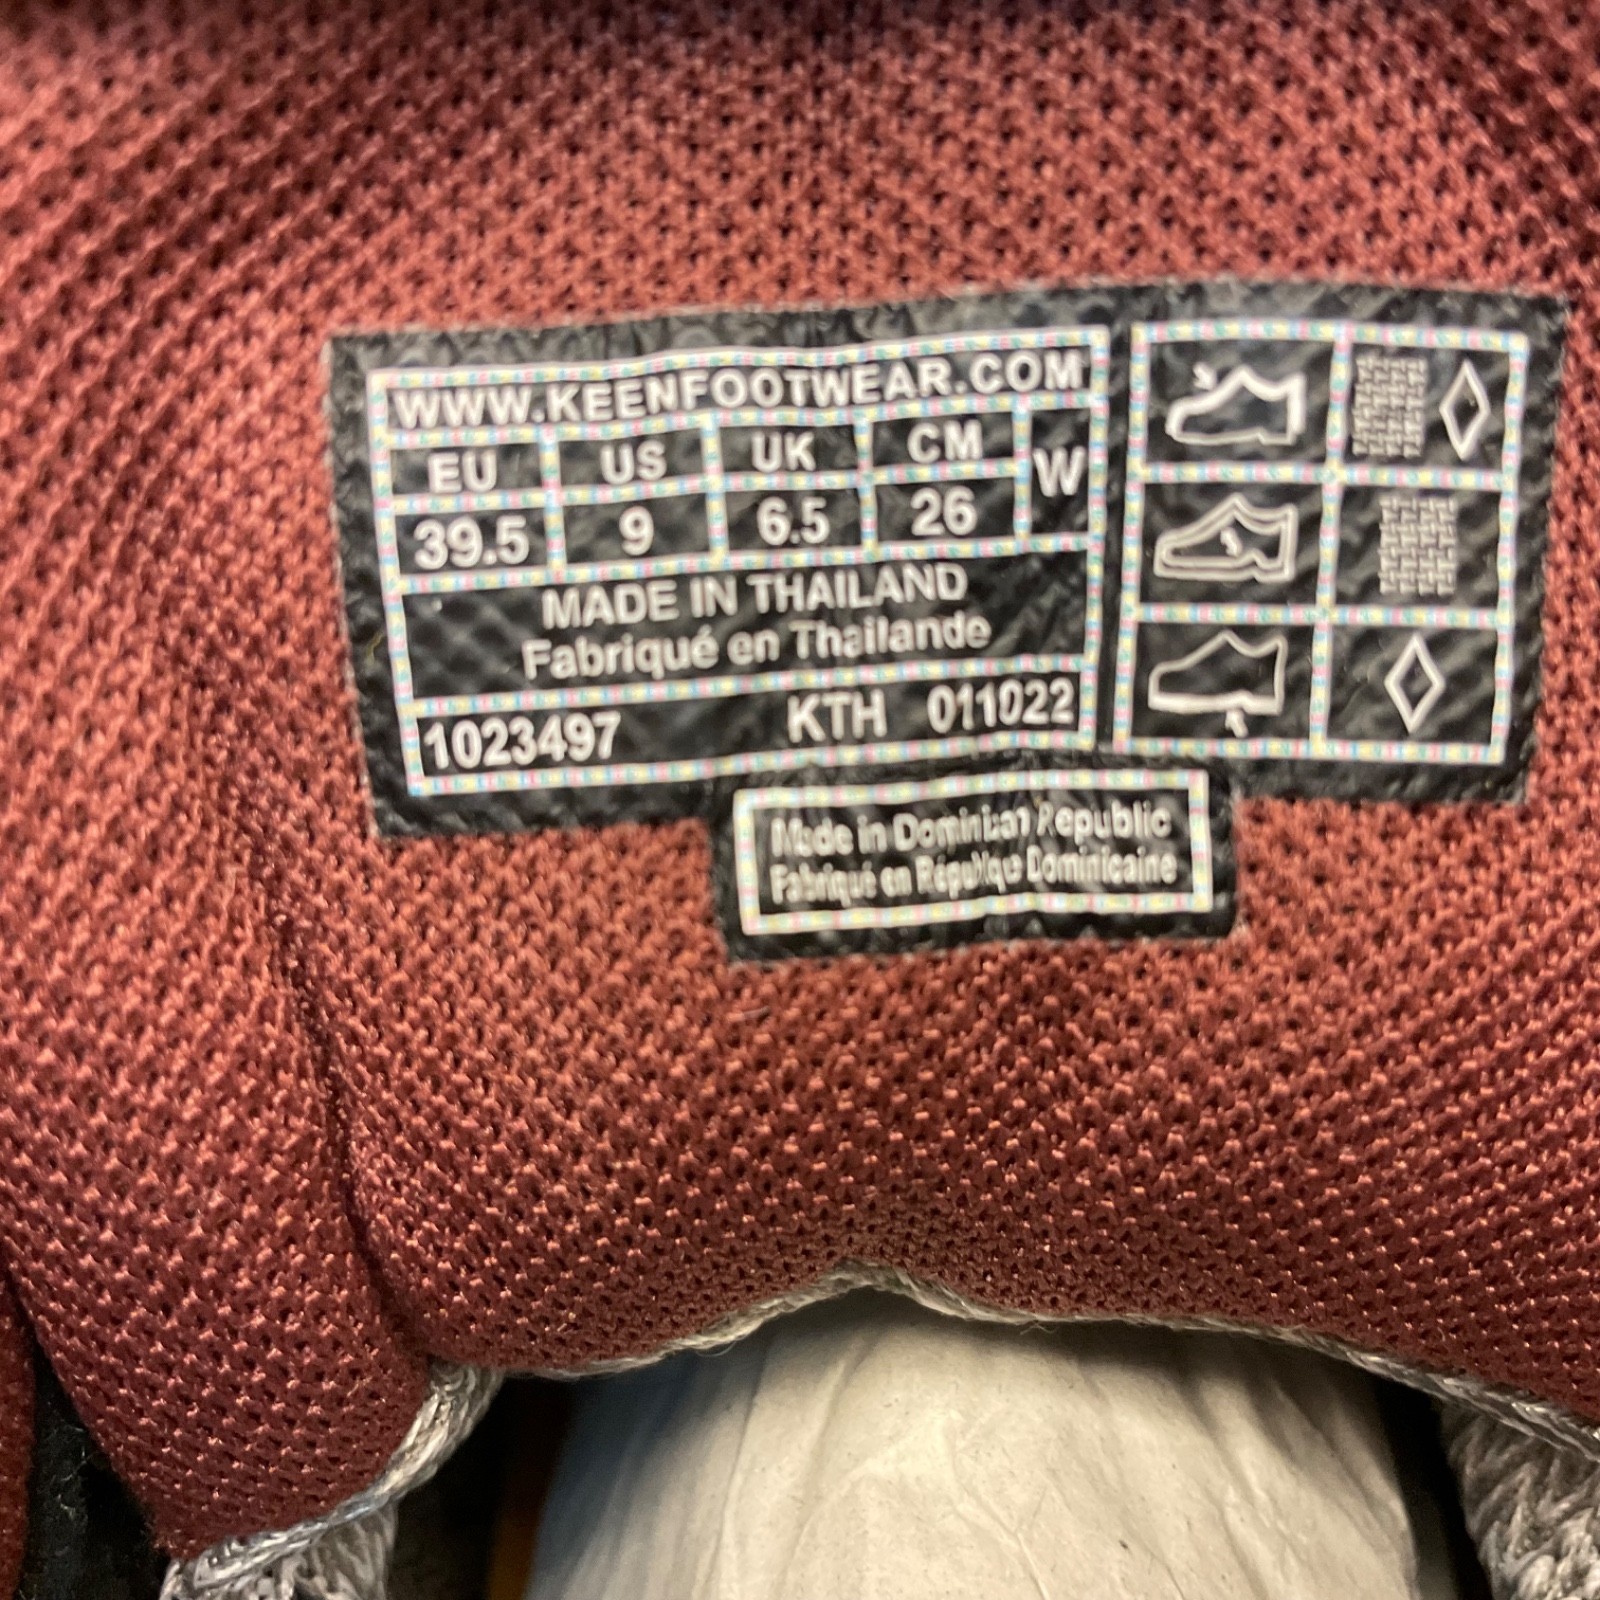 WWW.KEENFOOTWEAR.COM
EU US UK CM W
39.5 9 6.5 26
MADE IN THAILAND
Fabriqué en Thaïlande
1023497 KTH 011022
Made in Dominican Republic
Fabriqué en République Dominicaine